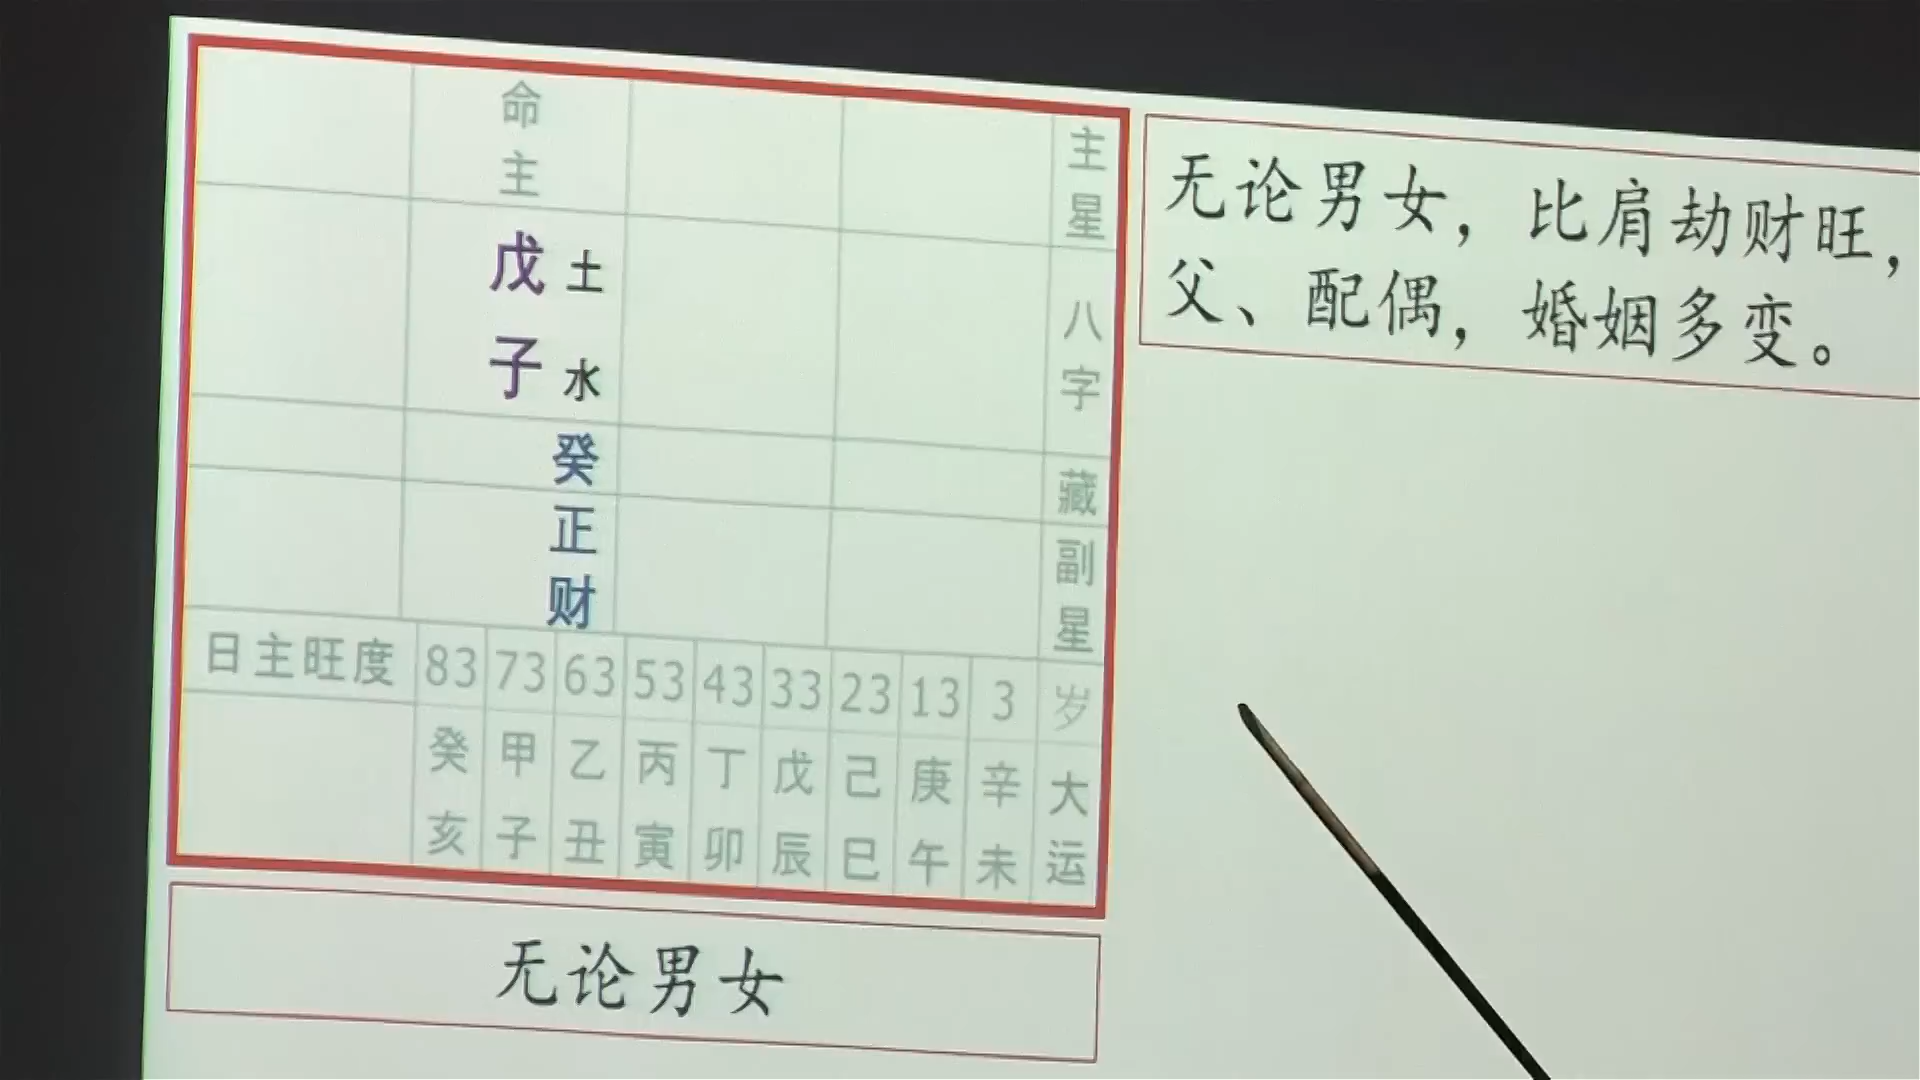 命主
主星
戊 土
子 水
八字
癸
藏
正财
副星
日主旺度 83 73 63 53 43 33 23 13 3 岁
癸亥 甲子 乙丑 丙寅 丁卯 戊辰 己巳 庚午 辛未 大运
无论男女
无论男女，比肩劫财旺，
父、配偶，婚姻多变。